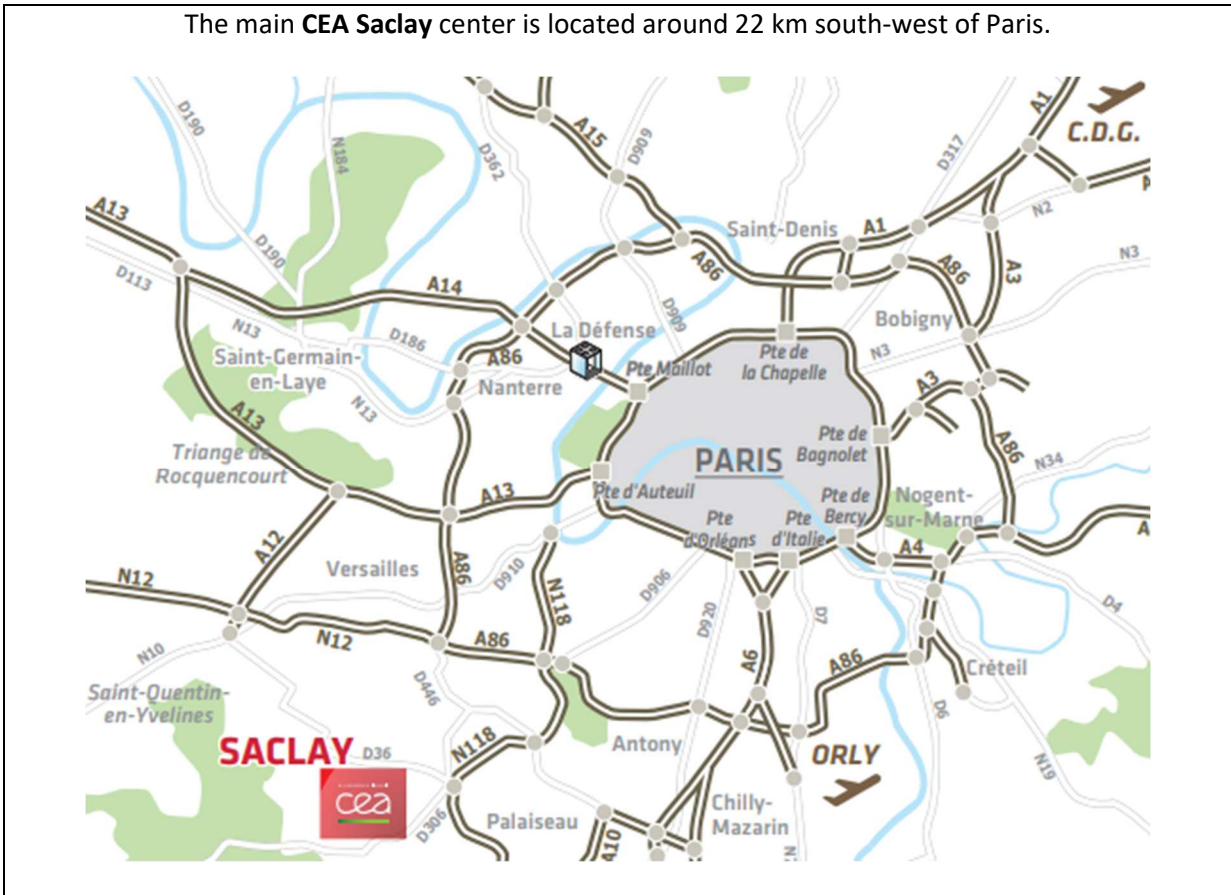 The main CEA Saclay center is located around 22 km south-west of Paris.
D190
N184
D362
A15
D909
D317
A1
C.D.G.
A13
D190
D113
Saint-Denis
A1
N2
A86
A86
A3
N3
A14
N13
D186
La Défense
D909
Bobigny
Saint-Germain-
en-Laye
A86
Nanterre
Pte Maillot
Pte de
la Chapelle
N3
A3
N13
A13
Triange de
Rocquencourt
PARIS
Pte de
Bagnolet
A86
N34
A13
Pte d'Auteuil
Pte
d'Orléans
Pte
d'Italie
Pte de
Bercy
Nogent-
sur-Marne
A4
A12
Versailles
A86
D910
N118
D906
D920
D7
D4
N12
N12
A86
A6
A86
Créteil
N10
D446
D6
Saint-Quentin-
en-Yvelines
N19
SACLAY
D36
N118
Antony
ORLY
cea
D306
Palaiseau
A10
Chilly-
Mazarin